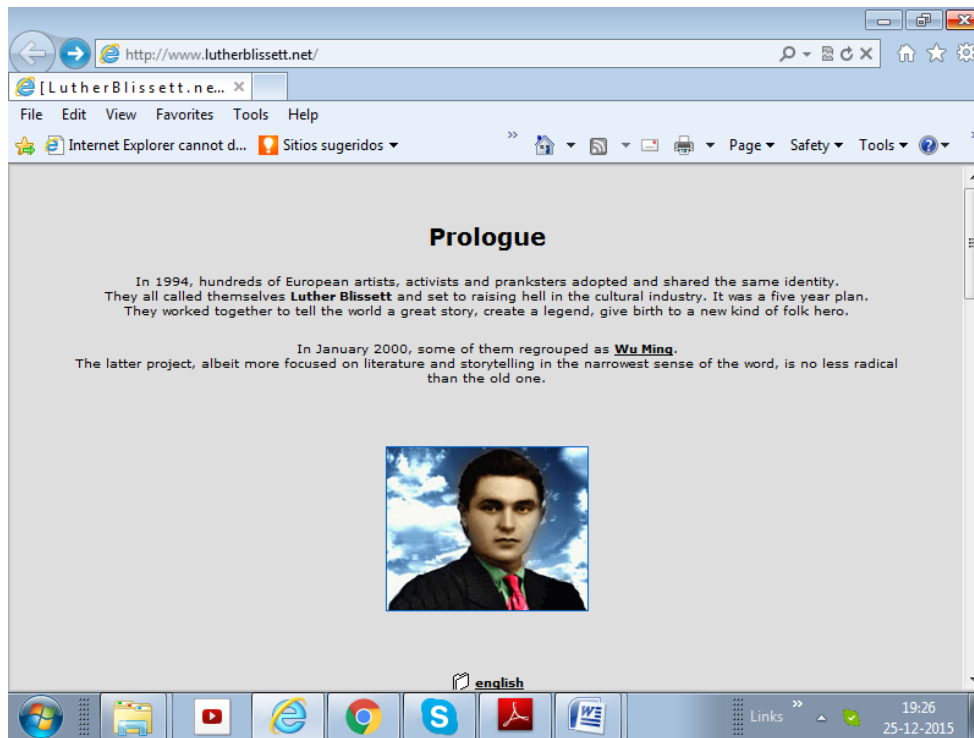 http://www.lutherblissett.net/
[LutherBlissett.ne...
File Edit View Favorites Tools Help
Internet Explorer cannot d... Sitios sugeridos Page Safety Tools
Prologue
In 1994, hundreds of European artists, activists and pranksters adopted and shared the same identity.
They all called themselves Luther Blissett and set to raising hell in the cultural industry. It was a five year plan.
They worked together to tell the world a great story, create a legend, give birth to a new kind of folk hero.
In January 2000, some of them regrouped as Wu Ming.
The latter project, albeit more focused on literature and storytelling in the narrowest sense of the word, is no less radical
than the old one.
english
Links
19:26
25-12-2015